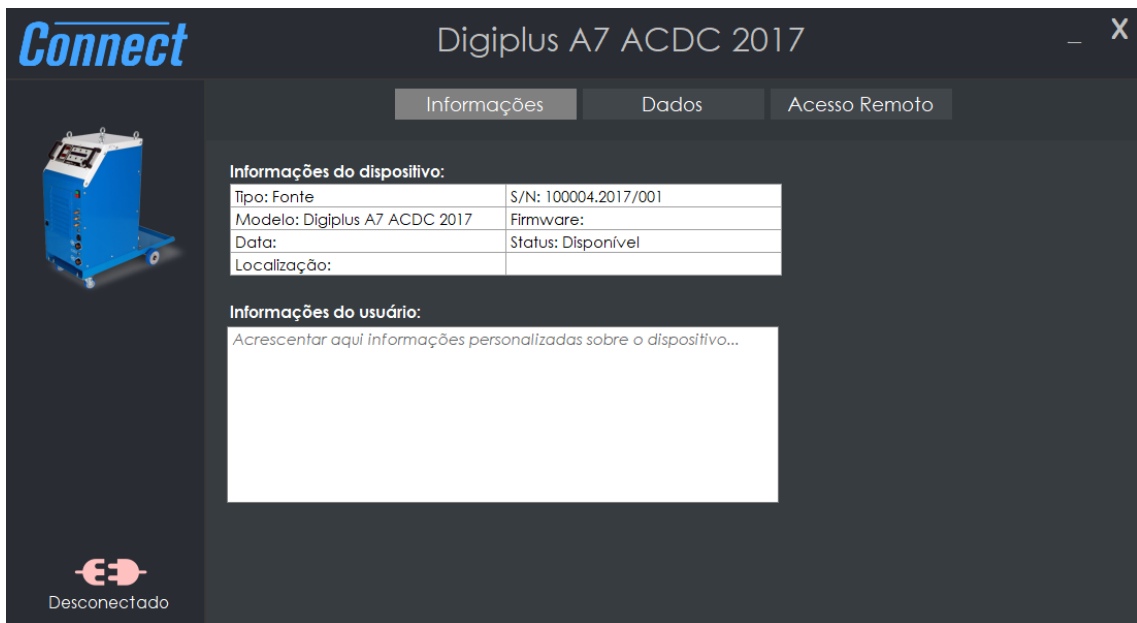 Connect
Digiplus A7 ACDC 2017
_ X
Informações Dados Acesso Remoto
Informações do dispositivo:
Tipo: Fonte S/N: 100004.2017/001
Modelo: Digiplus A7 ACDC 2017 Firmware:
Data: Status: Disponível
Localização:
Informações do usuário:
Acrescentar aqui informações personalizadas sobre o dispositivo...
Desconectado